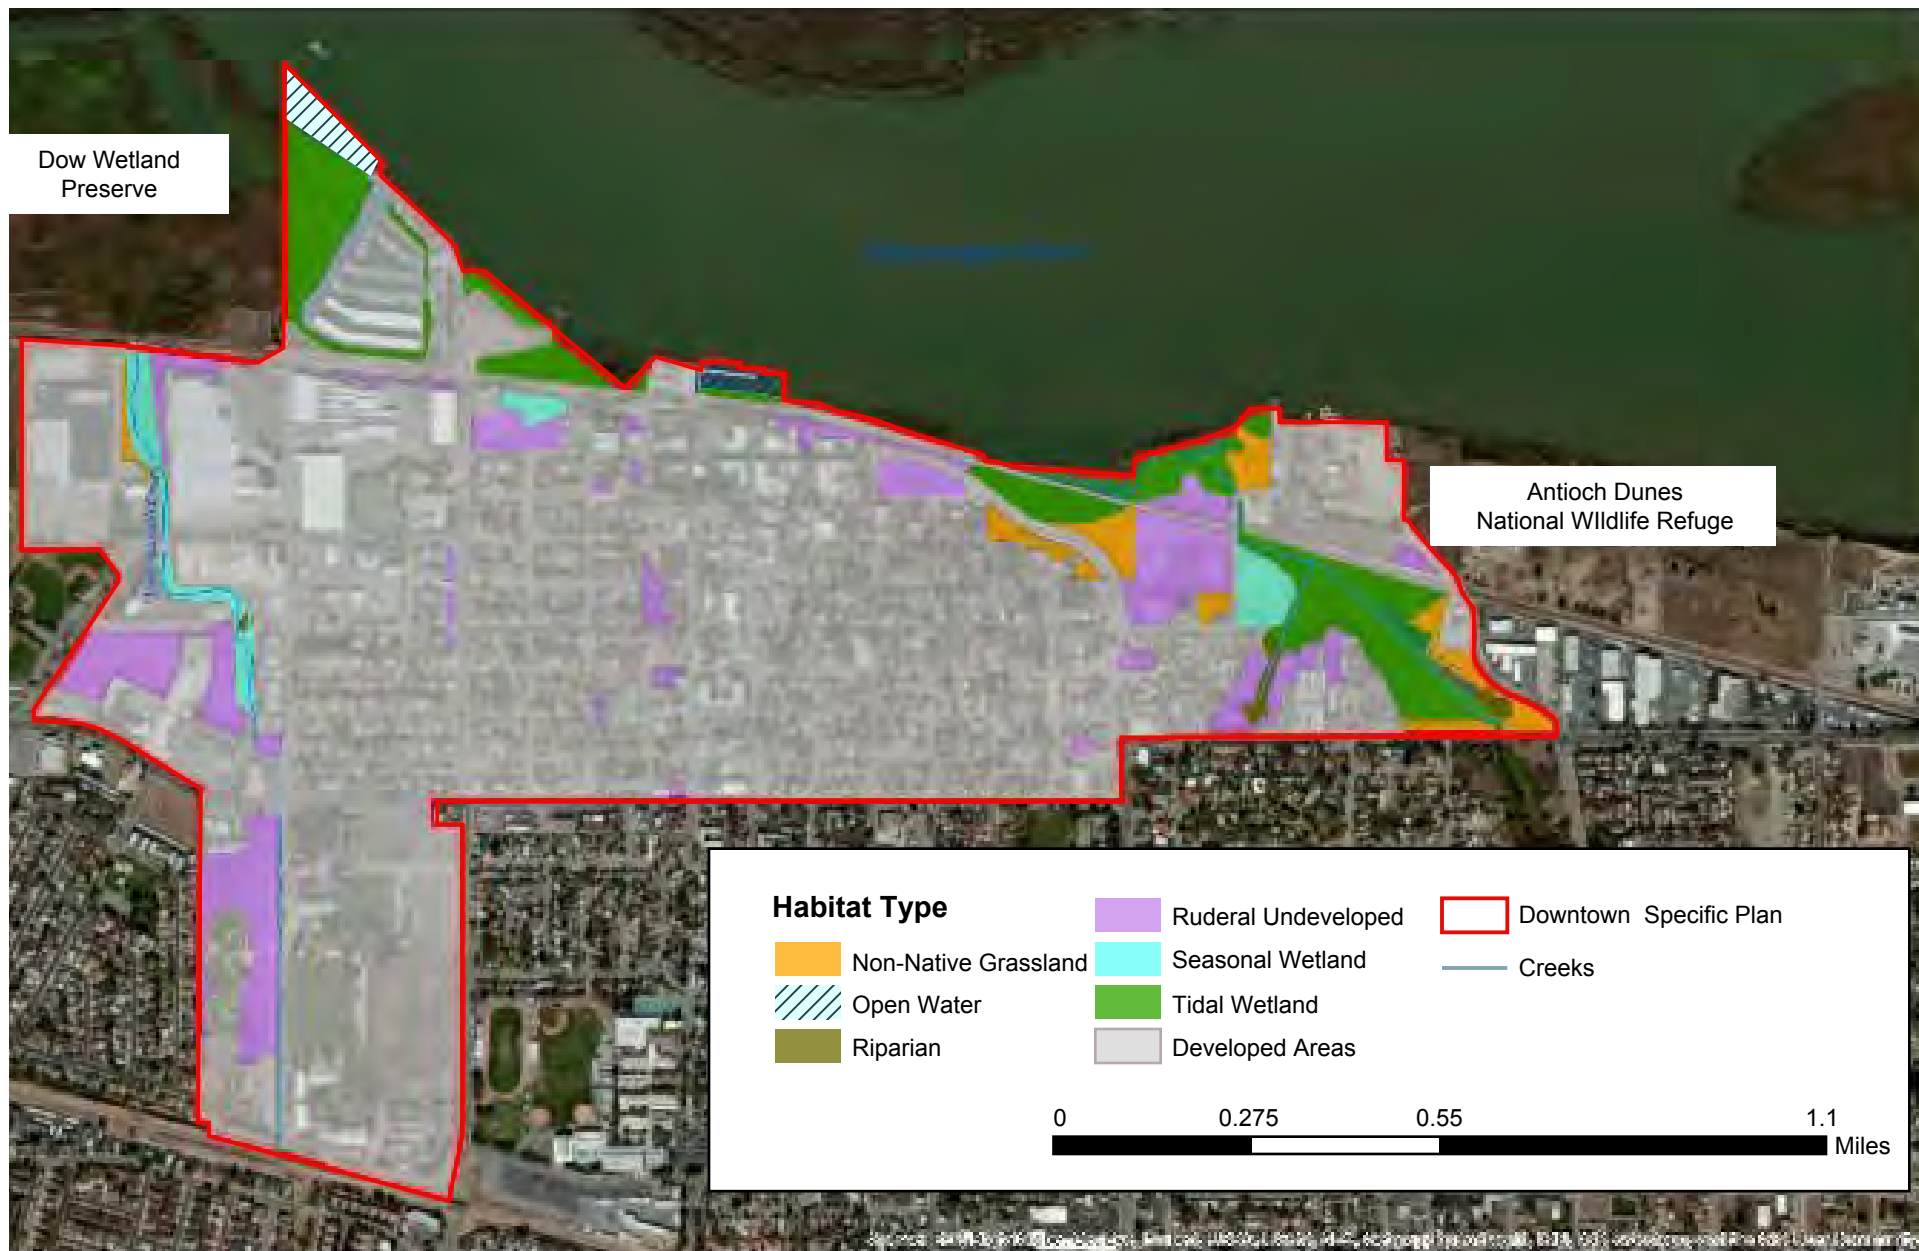 Dow Wetland
Preserve
Antioch Dunes
National WIldlife Refuge
Habitat Type
Non-Native Grassland
Open Water
Riparian
Ruderal Undeveloped
Seasonal Wetland
Tidal Wetland
Developed Areas
Downtown Specific Plan
Creeks
0 0.275 0.55 1.1
Miles